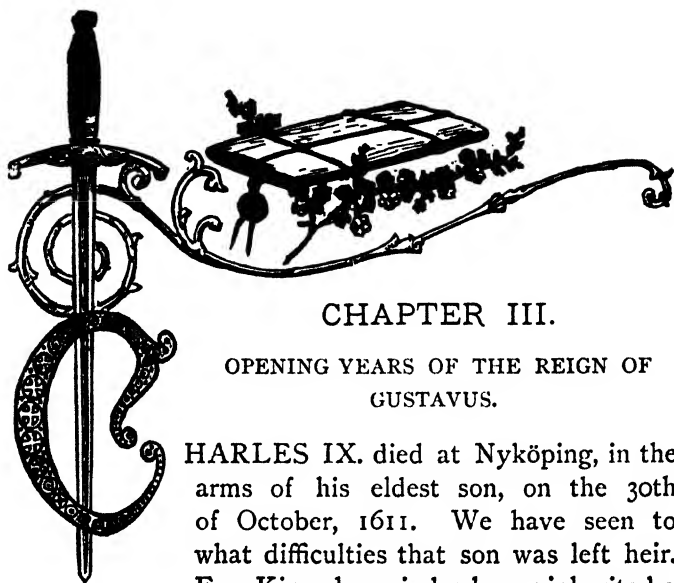 CHAPTER III.
OPENING YEARS OF THE REIGN OF
GUSTAVUS.
CHARLES IX. died at Nyköping, in the
arms of his eldest son, on the 30th
of October, 1611. We have seen to
what difficulties that son was left heir.